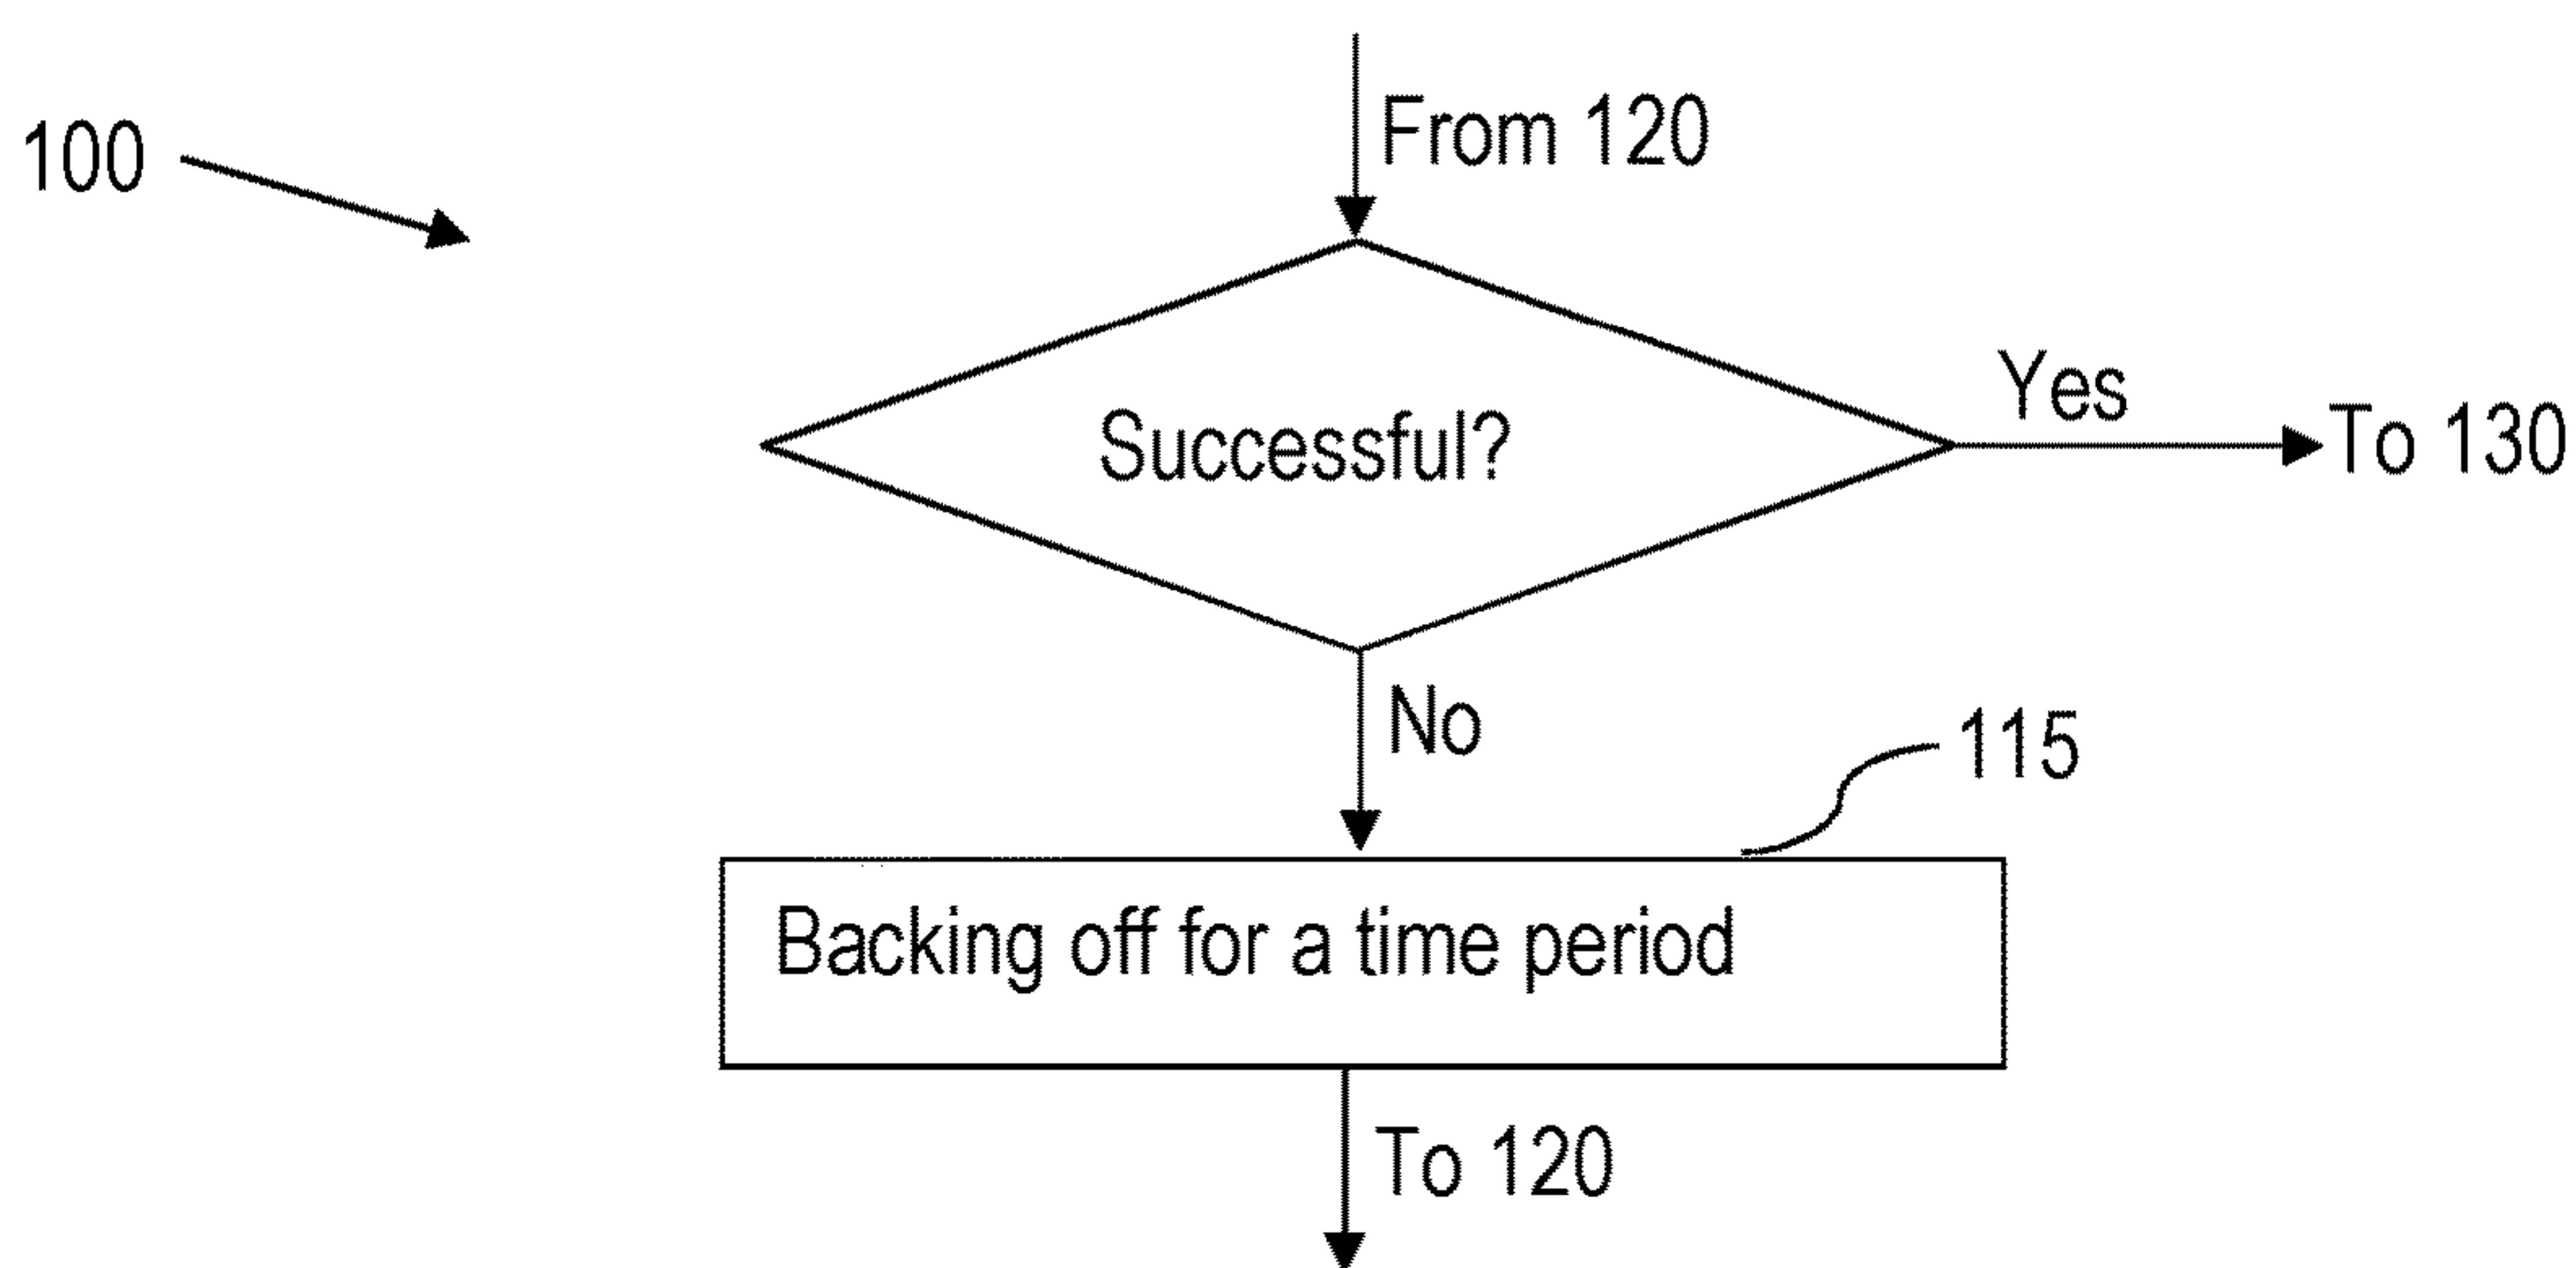 From 120
100
Yes
Successful?
To 130
No
115
Backing off for a time period
To 120